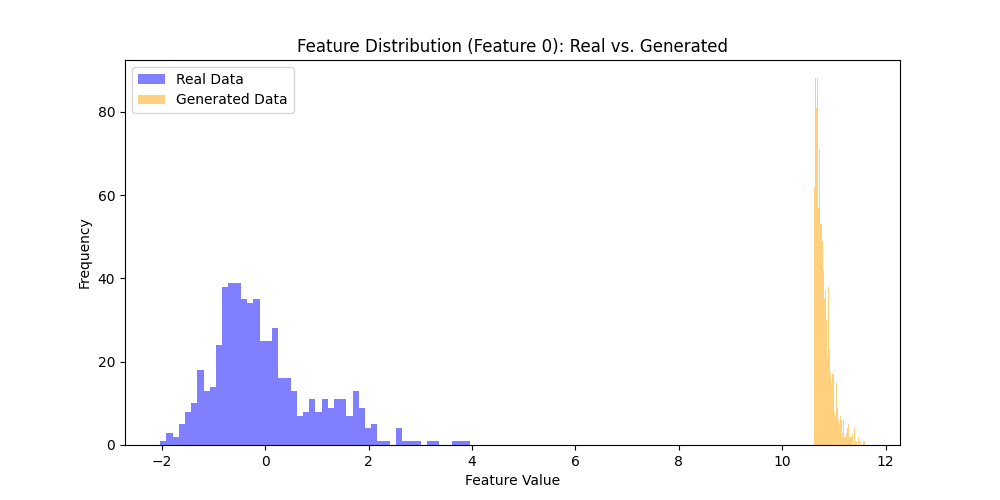 Feature Distribution (Feature 0): Real vs. Generated
Real Data
Generated Data
Frequency
80
60
40
20
0
−2 0 2 4 6 8 10 12
Feature Value